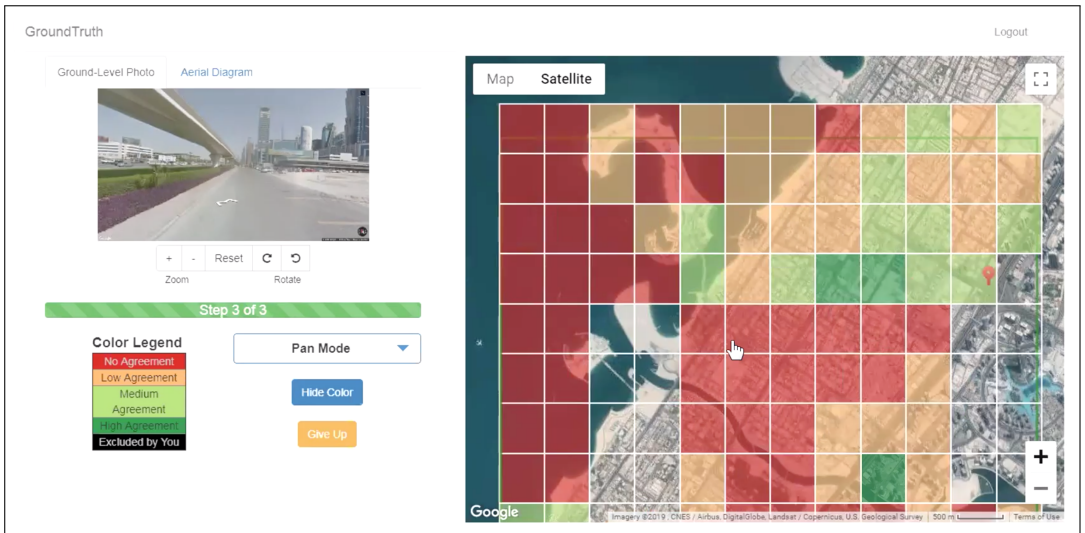 GroundTruth
Logout
Ground-Level Photo
Aerial Diagram
+
-
Reset
Zoom
Rotate
Step 3 of 3
Color Legend
No Agreement
Low Agreement
Medium
Agreement
High Agreement
Excluded by You
Pan Mode
Hide Color
Give Up
Map
Satellite
+
−
Google
Imagery ©2019 , CNES / Airbus, DigitalGlobe, Landsat / Copernicus, U.S. Geological Survey
500 m
Terms of Use